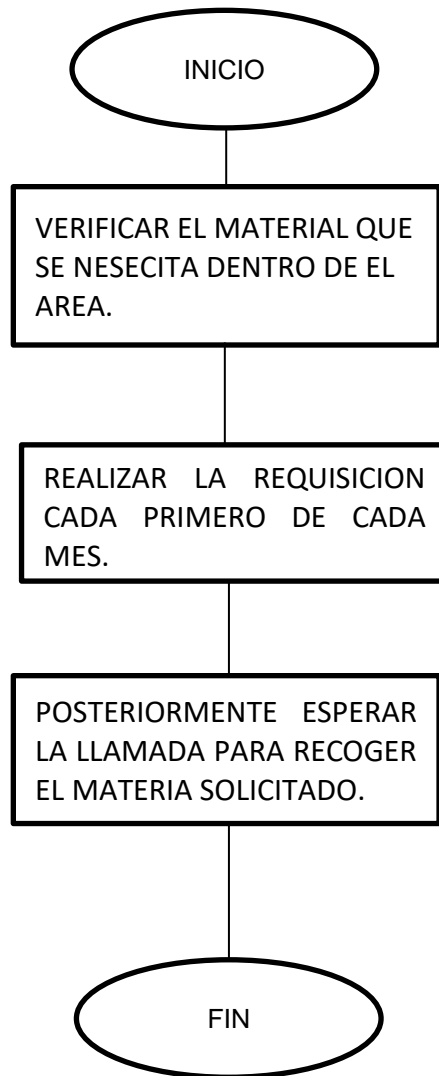 INICIO
VERIFICAR EL MATERIAL QUE
SE NESECITA DENTRO DE EL
AREA.
REALIZAR LA REQUISICION
CADA PRIMERO DE CADA
MES.
POSTERIORMENTE ESPERAR
LA LLAMADA PARA RECOGER
EL MATERIA SOLICITADO.
FIN